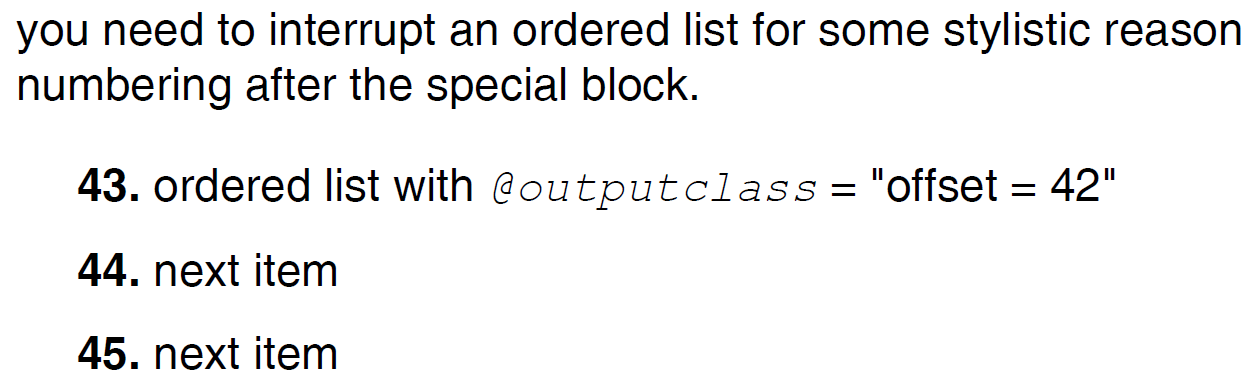 you need to interrupt an ordered list for some stylistic reason
numbering after the special block.
43. ordered list with @outputclass = "offset = 42"
44. next item
45. next item